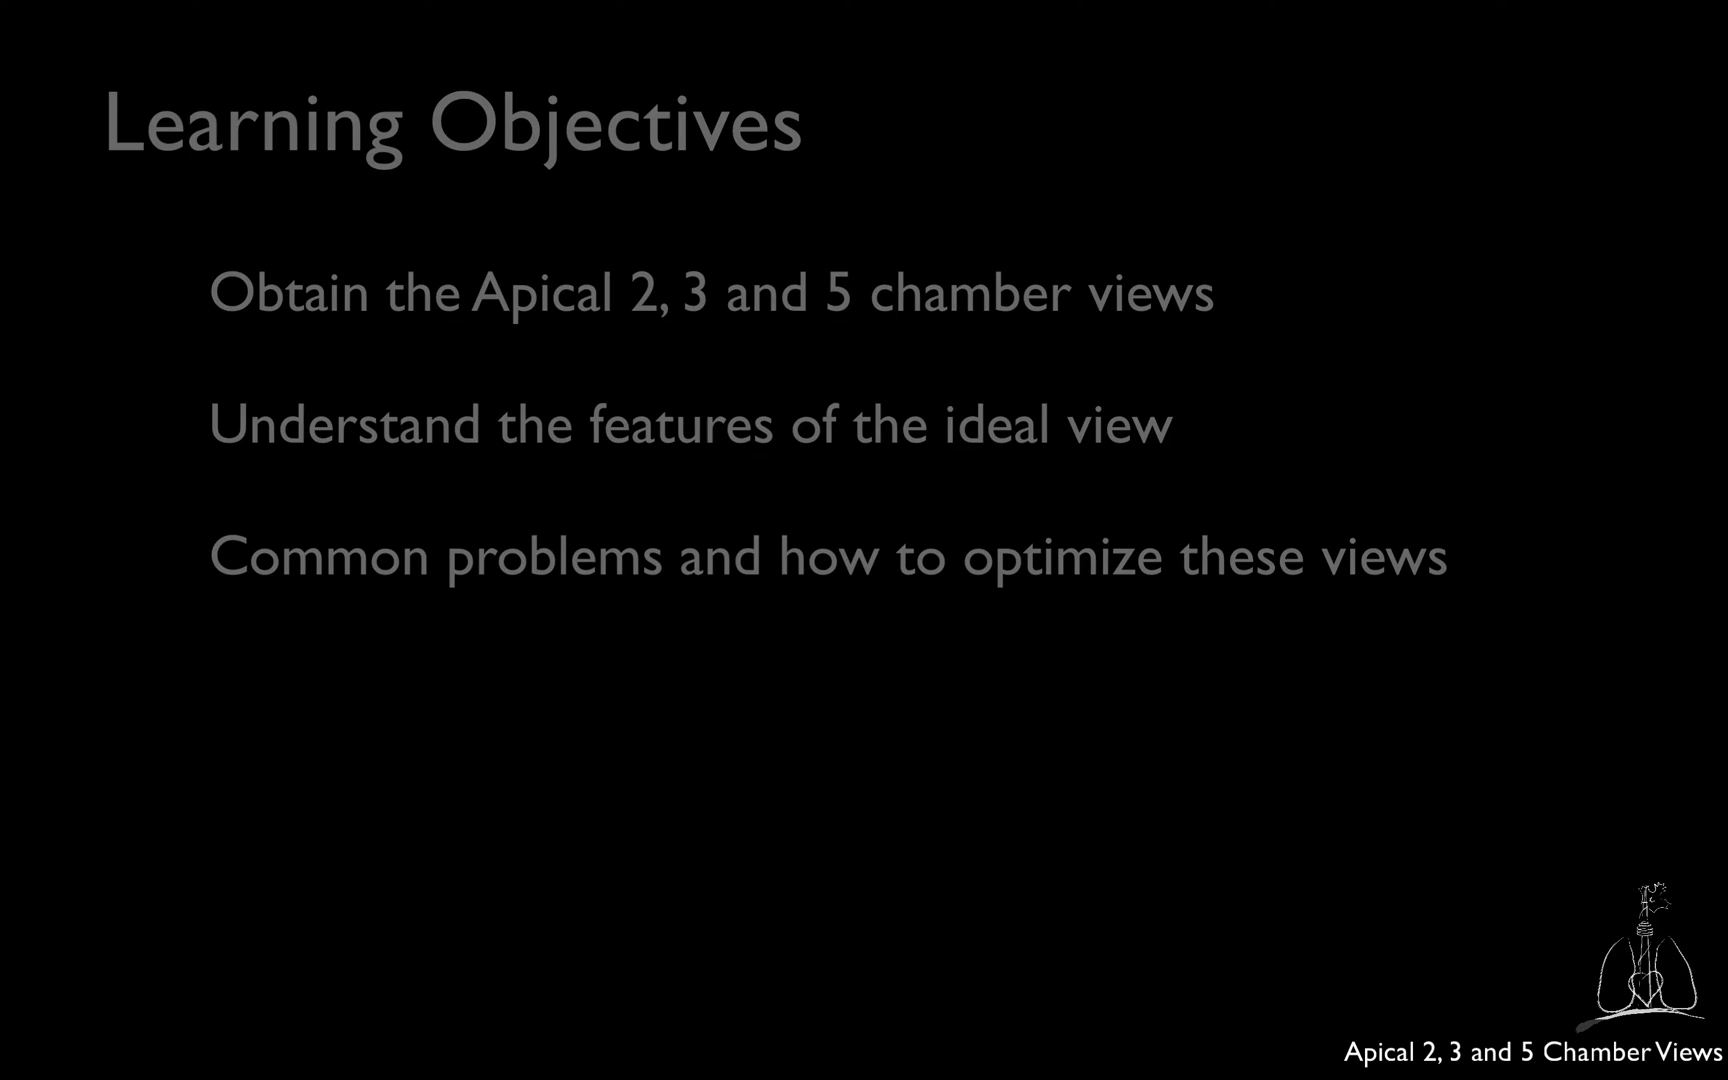 Learning Objectives
Obtain the Apical 2, 3 and 5 chamber views
Understand the features of the ideal view
Common problems and how to optimize these views
Apical 2, 3 and 5 Chamber Views